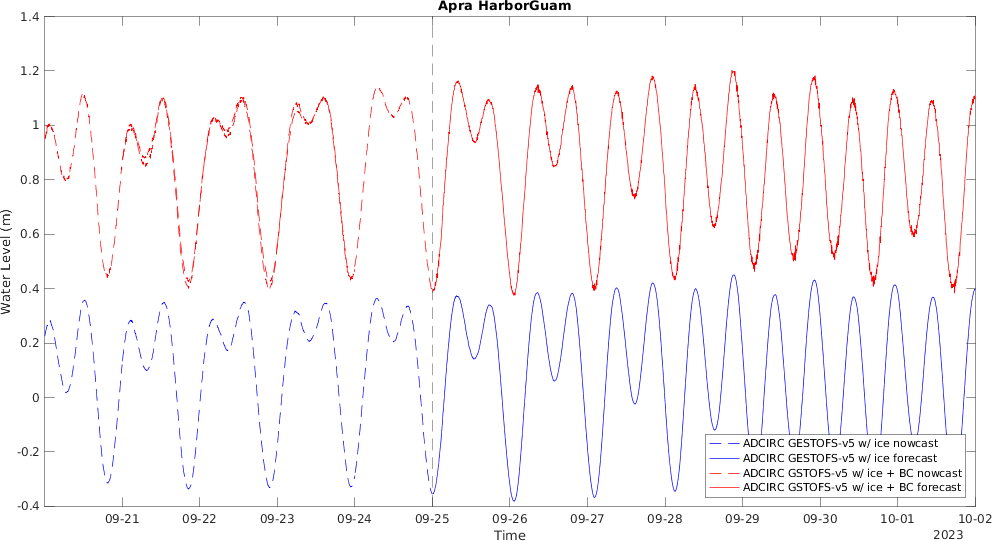 Apra HarborGuam
1.4
1.2
1
0.8
0.6
0.4
0.2
0
-0.2
-0.4
Water Level (m)
09-21 09-22 09-23 09-24 09-25 09-26 09-27 09-28 09-29 09-30 10-01 10-02
Time
2023
ADCIRC GESTOFS-v5 w/ ice nowcast
ADCIRC GESTOFS-v5 w/ ice forecast
ADCIRC GSTOFS-v5 w/ ice + BC nowcast
ADCIRC GSTOFS-v5 w/ ice + BC forecast